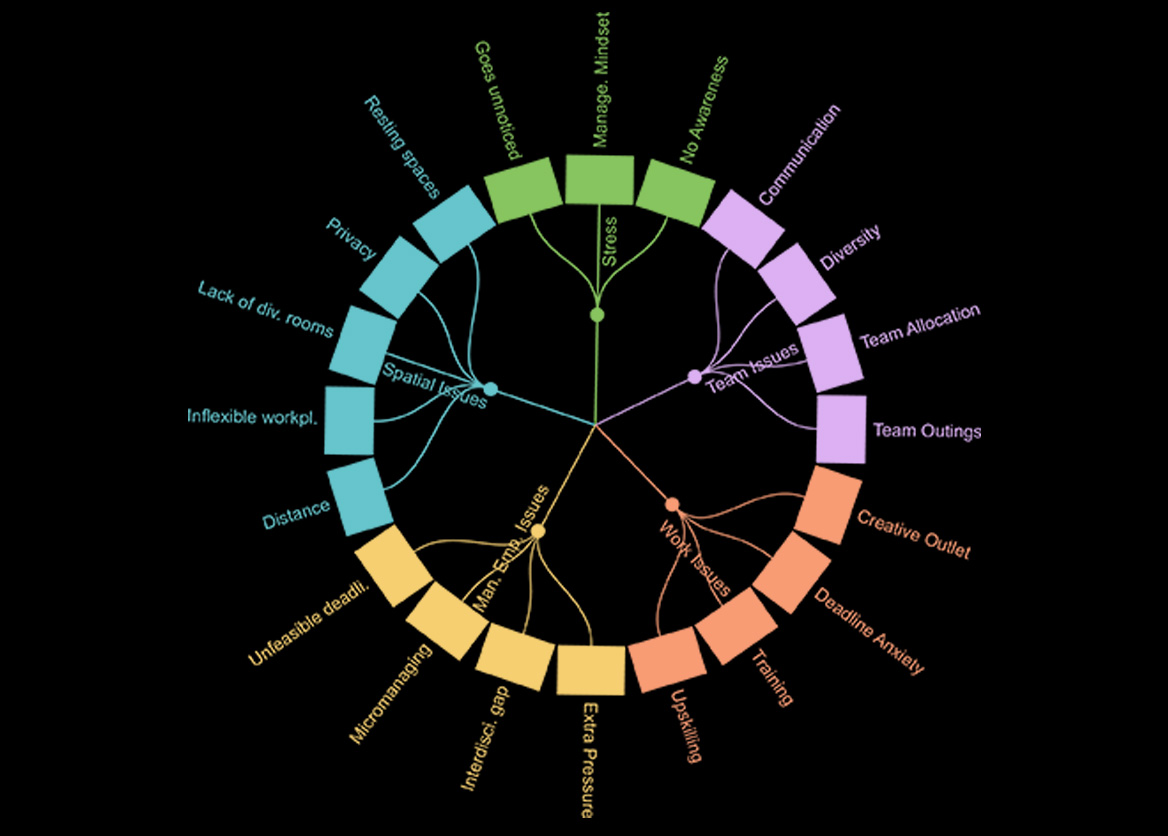 Goes unnoticed
Manage. Mindset
No Awareness
Stress
Communication
Diversity
Team Allocation
Team Outings
Team Issues
Creative Outlet
Deadline Anxiety
Training
Upskilling
Work Issues
Extra Pressure
Interdisci. gap
Micromanaging
Unfeasible deadli.
Man. Emp. Issues
Distance
Inflexible workpl.
Lack of div. rooms
Privacy
Resting spaces
Spatial Issues